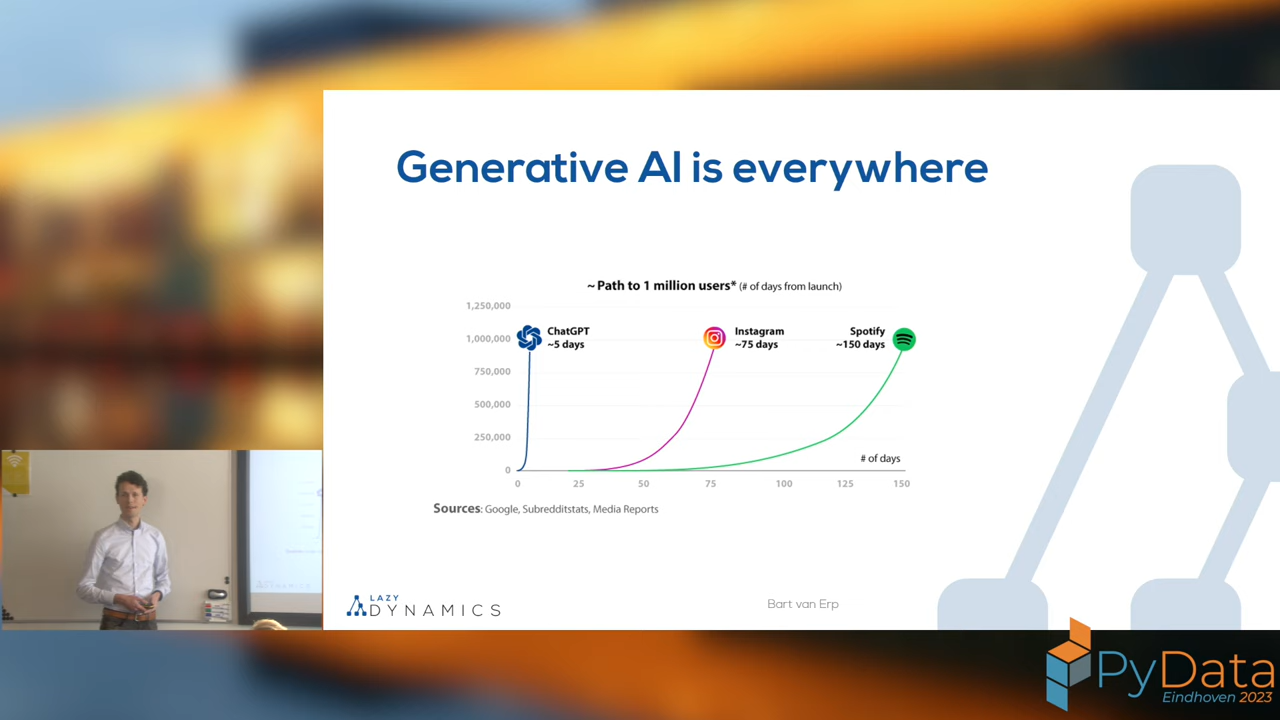 Generative AI is everywhere
~ Path to 1 million users* (# of days from launch)
1,250,000
1,000,000
750,000
500,000
250,000
0
ChatGPT
~5 days
Instagram
~75 days
Spotify
~150 days
# of days
0 25 50 75 100 125 150
Sources: Google, Subredditstats, Media Reports
LAZY
DYNAMICS
Bart van Erp
PyData
Eindhoven 2023